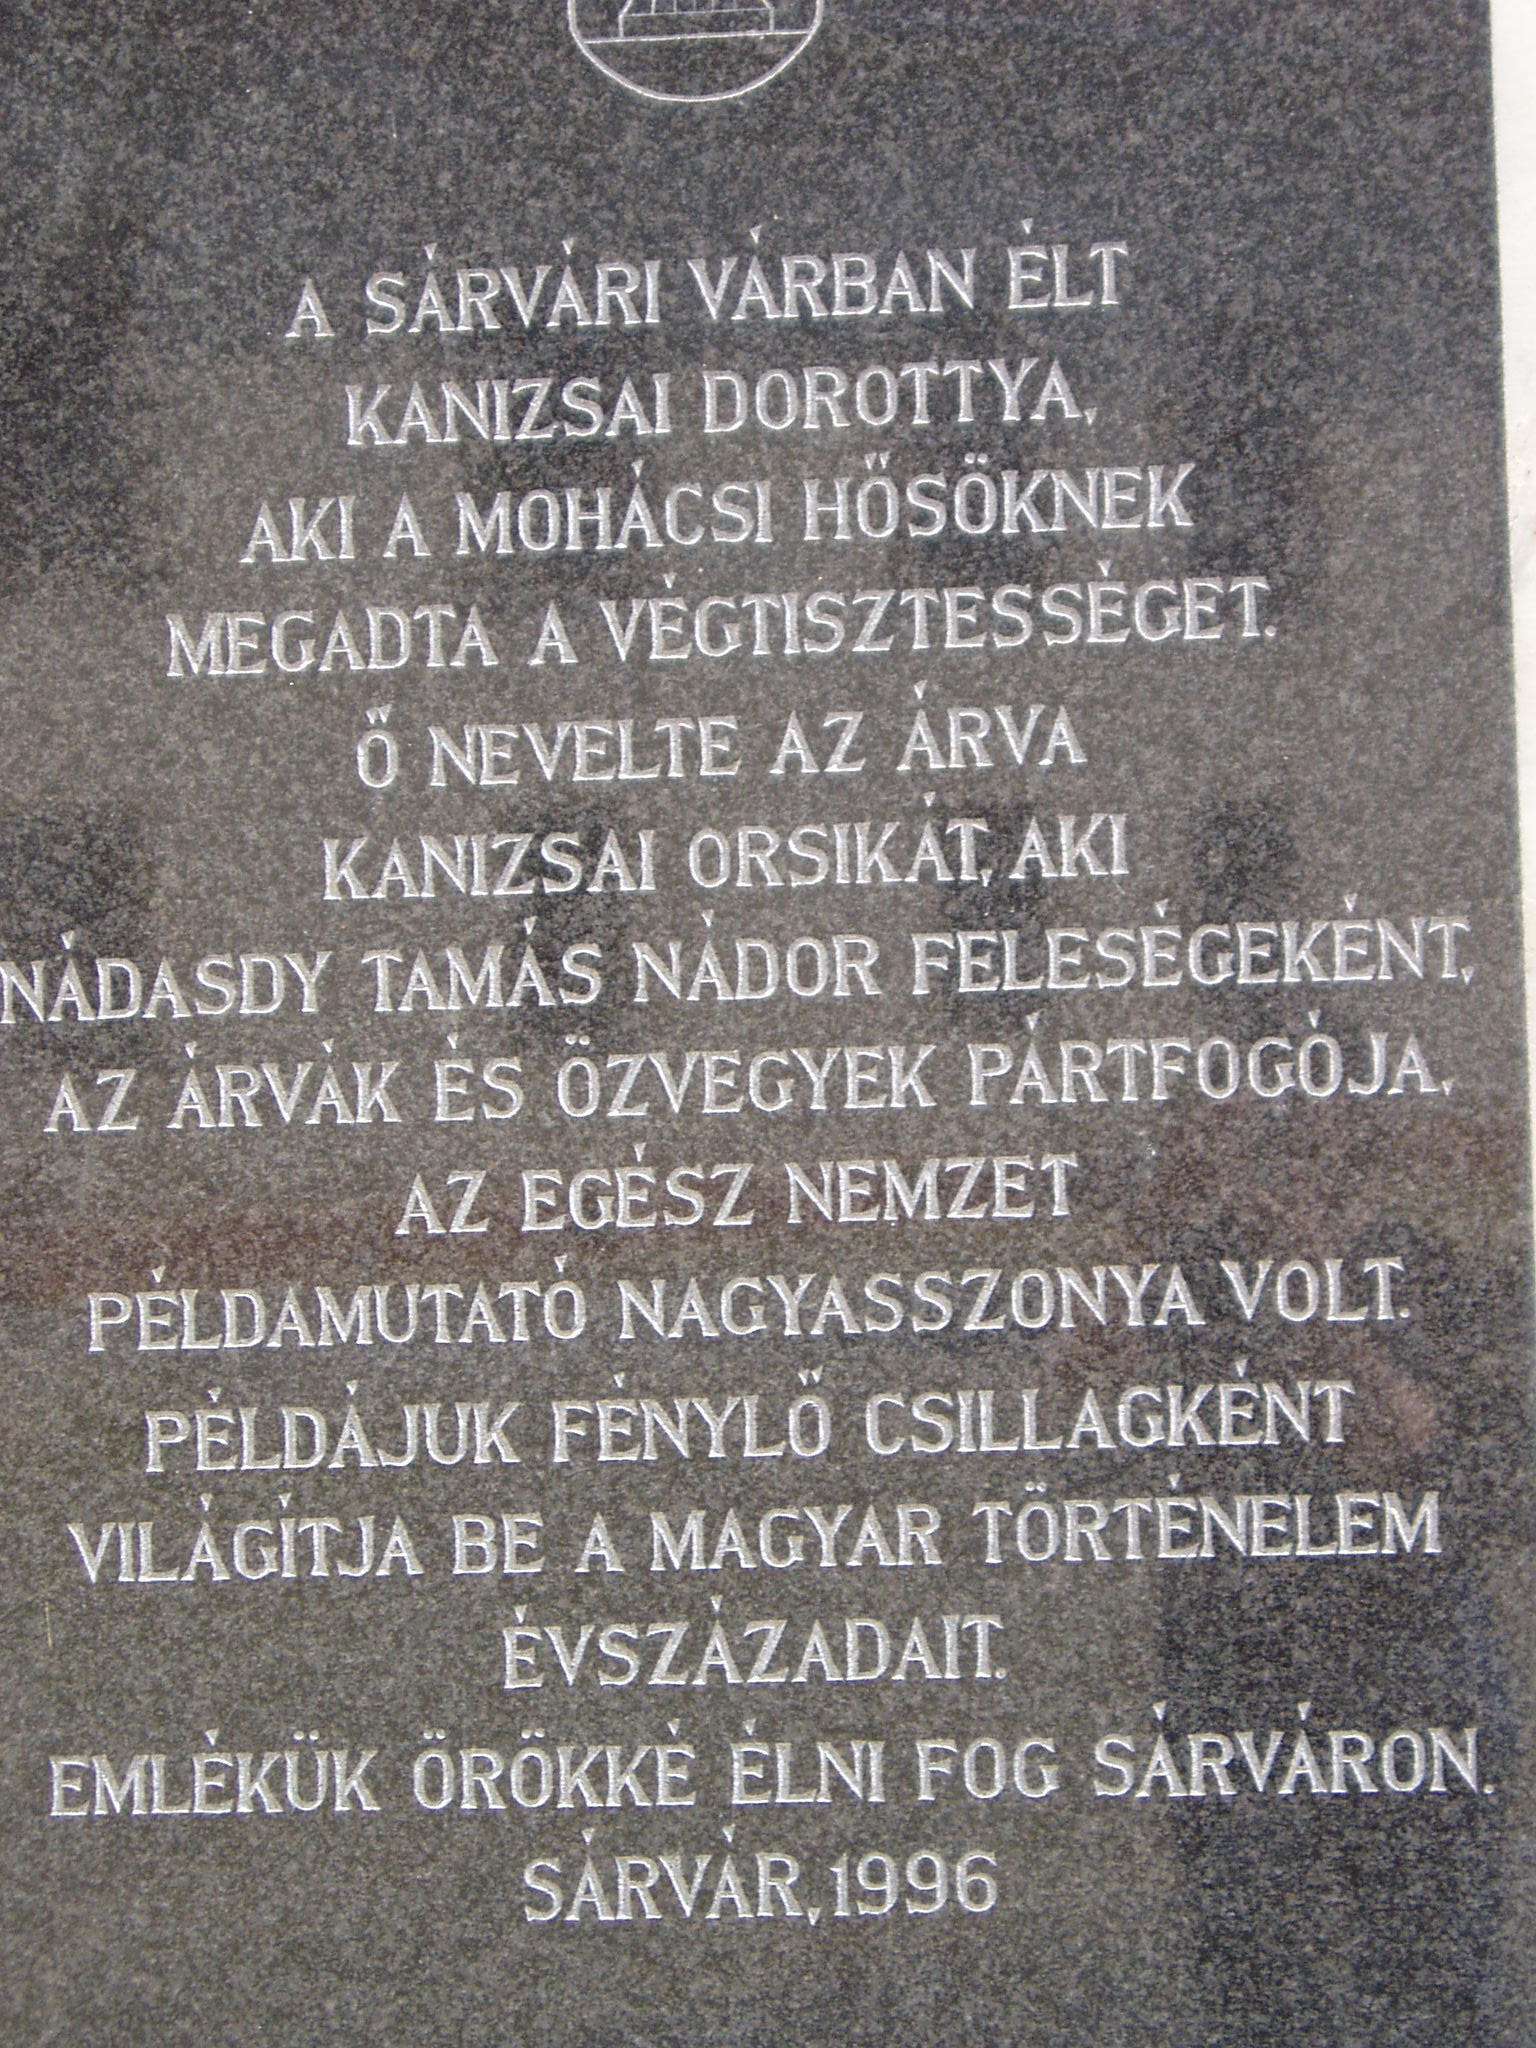 A SÁRVÁRI VÁRBAN ÉLT
KANIZSAI DOROTTYA,
AKI A MOHÁCSI HŐSÖKNEK
MEGADTA A VÉGTISZTESSÉGET.
Ő NEVELTE AZ ÁRVA
KANIZSAI ORSIKÁT, AKI
NÁDASDY TAMÁS NÁDOR FELESÉGEKÉNT,
AZ ÁRVÁK ÉS ÖZVEGYEK PÁRTFOGÓJA,
AZ EGÉSZ NEMZET
PÉLDAMUTATÓ NAGYASSZONYA VOLT.
PÉLDÁJUK FÉNYLŐ CSILLAGKÉNT
VILÁGÍTJA BE A MAGYAR TÖRTÉNELEM
ÉVSZÁZADAIT.
EMLÉKÜK ÖRÖKKÉ ÉLNI FOG SÁRVÁRON.
SÁRVÁR, 1996